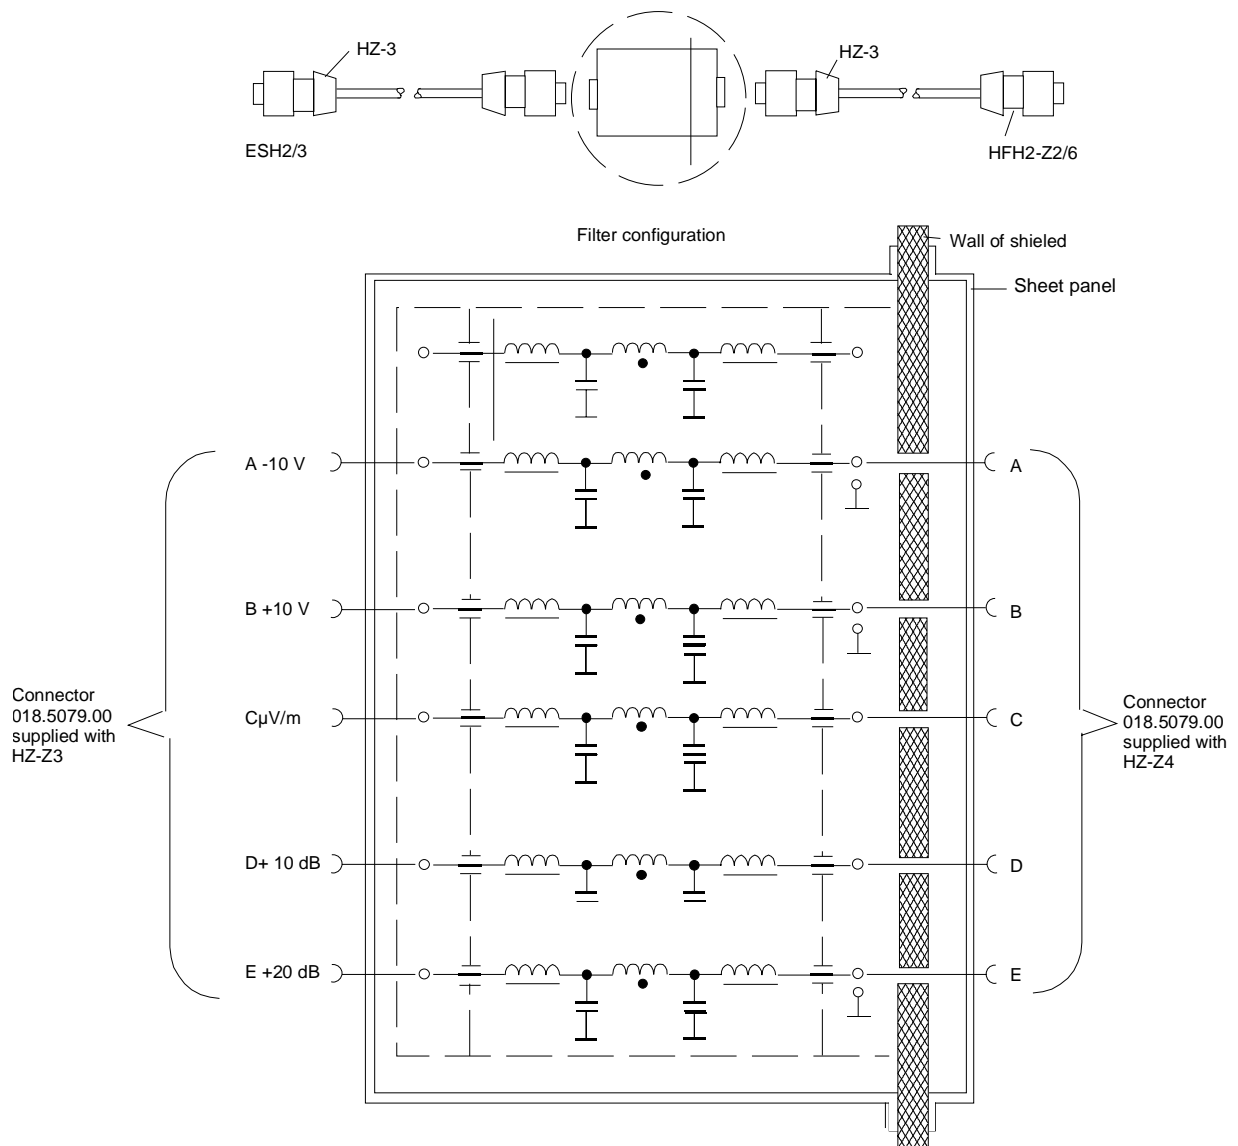 HZ-3
HZ-3
ESH2/3
HFH2-Z2/6
Filter configuration
Wall of shieled
Sheet panel
A -10 V
A
B +10 V
B
Connector
018.5079.00
supplied with
HZ-Z3
CµV/m
C
Connector
018.5079.00
supplied with
HZ-Z4
D+ 10 dB
D
E +20 dB
E